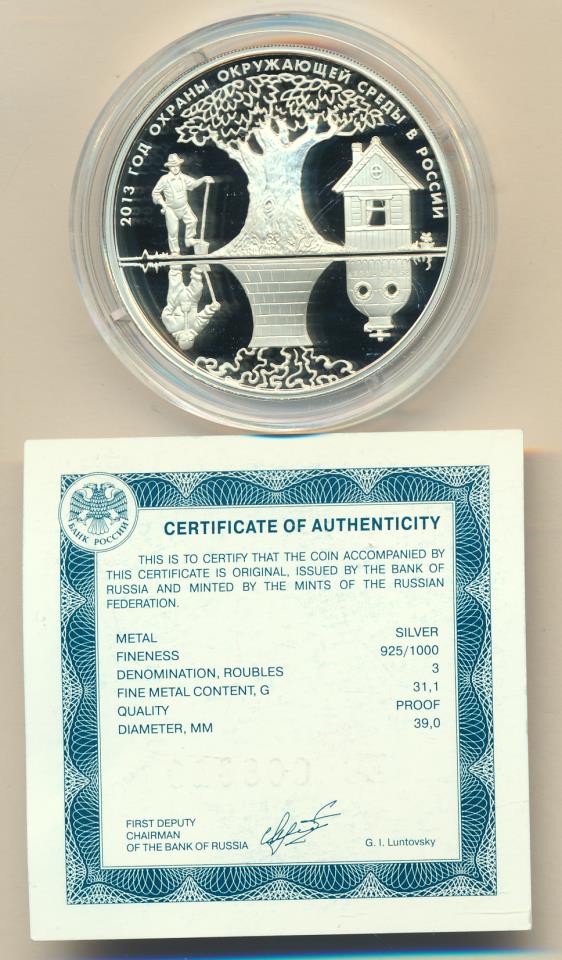 2013 ГОД ОХРАНЫ ОКРУЖАЮЩЕЙ СРЕДЫ В РОССИИ
БАНК РОССИИ
CERTIFICATE OF AUTHENTICITY
THIS IS TO CERTIFY THAT THE COIN ACCOMPANIED BY
THIS CERTIFICATE IS ORIGINAL, ISSUED BY THE BANK OF
RUSSIA AND MINTED BY THE MINTS OF THE RUSSIAN
FEDERATION.
METAL SILVER
FINENESS 925/1000
DENOMINATION, ROUBLES 3
FINE METAL CONTENT, G 31,1
QUALITY PROOF
DIAMETER, MM 39,0
FIRST DEPUTY
CHAIRMAN
OF THE BANK OF RUSSIA G. I. Luntovsky